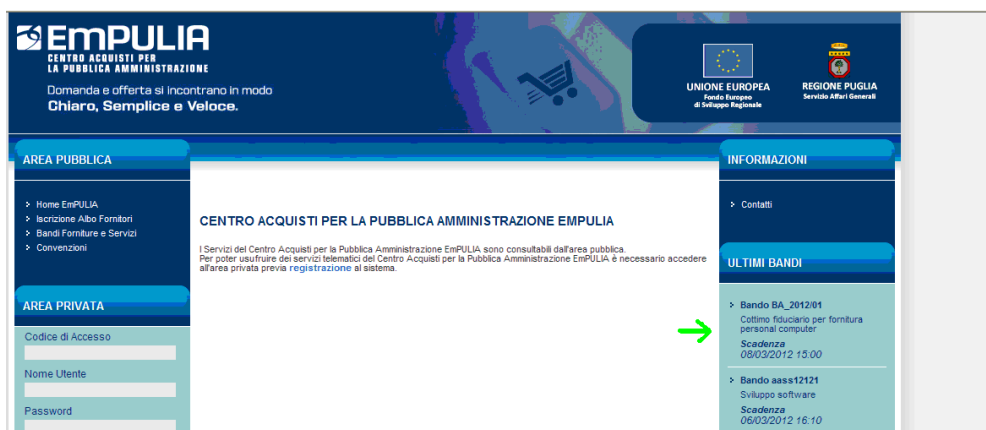 EmPULIA
CENTRO ACQUISTI PER
LA PUBBLICA AMMINISTRAZIONE
Domanda e offerta si incontrano in modo
Chiaro, Semplice e Veloce.
UNIONE EUROPEA
Fondo Europeo
di Sviluppo Regionale
REGIONE PUGLIA
Servizio Affari Generali
AREA PUBBLICA
Home EmPULIA
Iscrizione Albo Fornitori
Bandi Forniture e Servizi
Convenzioni
AREA PRIVATA
Codice di Accesso
Nome Utente
Password
CENTRO ACQUISTI PER LA PUBBLICA AMMINISTRAZIONE EMPULIA
I Servizi del Centro Acquisti per la Pubblica Amministrazione EmPULIA sono consultabili dall'area pubblica.
Per poter usufruire dei servizi telematici del Centro Acquisti per la Pubblica Amministrazione EmPULIA è necessario accedere
all'area privata previa registrazione al sistema.
INFORMAZIONI
Contatti
ULTIMI BANDI
Bando BA_2012/01
Cottimo fiduciario per fornitura
personal computer
Scadenza
08/03/2012 15:00
Bando aass12121
Sviluppo software
Scadenza
06/03/2012 16:10